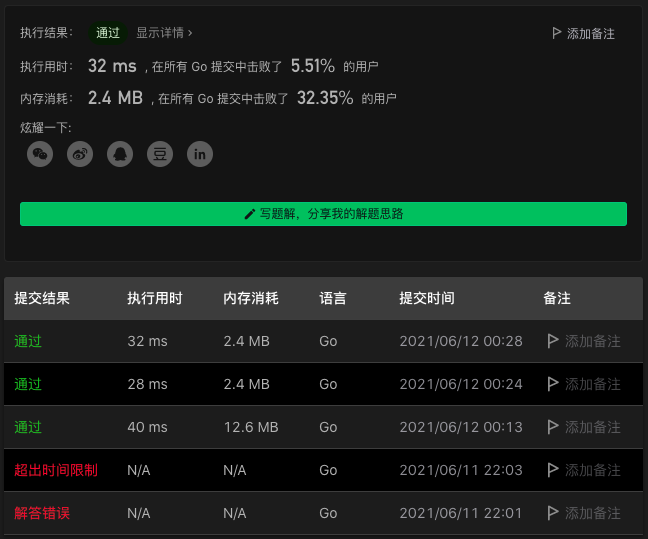 执行结果： 通过 显示详情 › 添加备注
执行用时： 32 ms , 在所有 Go 提交中击败了 5.51% 的用户
内存消耗： 2.4 MB , 在所有 Go 提交中击败了 32.35% 的用户
炫耀一下:
豆 in
写题解，分享我的解题思路
提交结果 执行用时 内存消耗 语言 提交时间 备注
通过 32 ms 2.4 MB Go 2021/06/12 00:28 添加备注
通过 28 ms 2.4 MB Go 2021/06/12 00:24 添加备注
通过 40 ms 12.6 MB Go 2021/06/12 00:13 添加备注
超出时间限制 N/A N/A Go 2021/06/11 22:03 添加备注
解答错误 N/A N/A Go 2021/06/11 22:01 添加备注